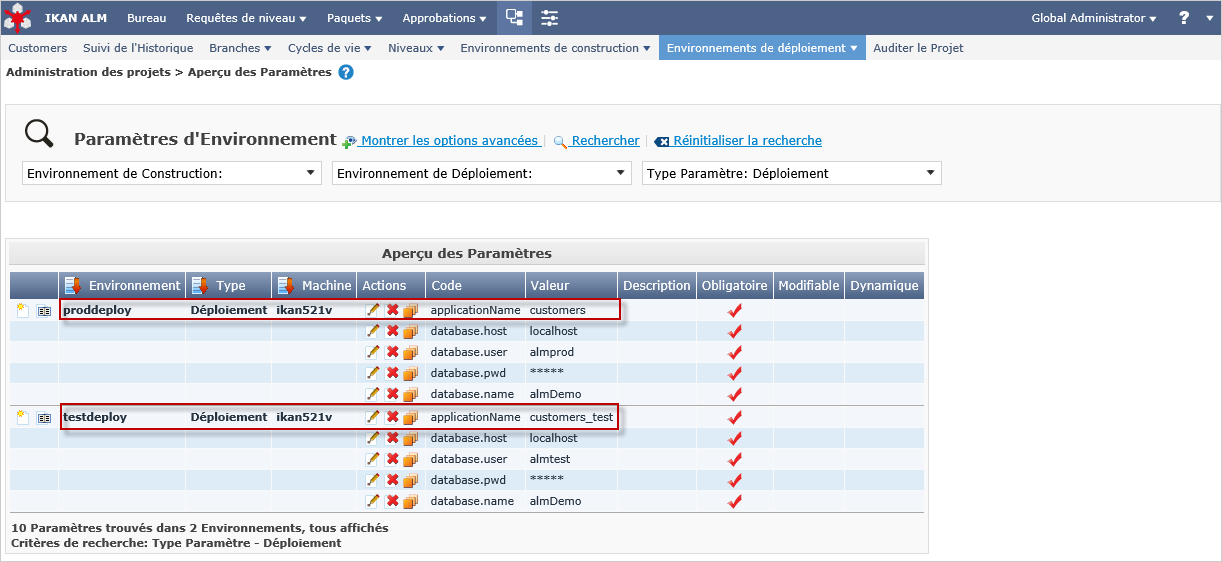 IKAN ALM Bureau Requêtes de niveau Paquets Approbations Global Administrator ?
Customers Suivi de l'Historique Branches Cycles de vie Niveaux Environnements de construction Environnements de déploiement Auditer le Projet
Administration des projets > Aperçu des Paramètres ?
Paramètres d'Environnement Montrer les options avancées | Rechercher | Réinitialiser la recherche
Environnement de Construction: Environnement de Déploiement: Type Paramètre: Déploiement
Aperçu des Paramètres
Environnement Type Machine Actions Code Valeur Description Obligatoire Modifiable Dynamique
proddeploy Déploiement ikan521v applicationName customers
database.host localhost
database.user almprod
database.pwd *****
database.name almDemo
testdeploy Déploiement ikan521v applicationName customers_test
database.host localhost
database.user almtest
database.pwd *****
database.name almDemo
10 Paramètres trouvés dans 2 Environnements, tous affichés
Critères de recherche: Type Paramètre - Déploiement